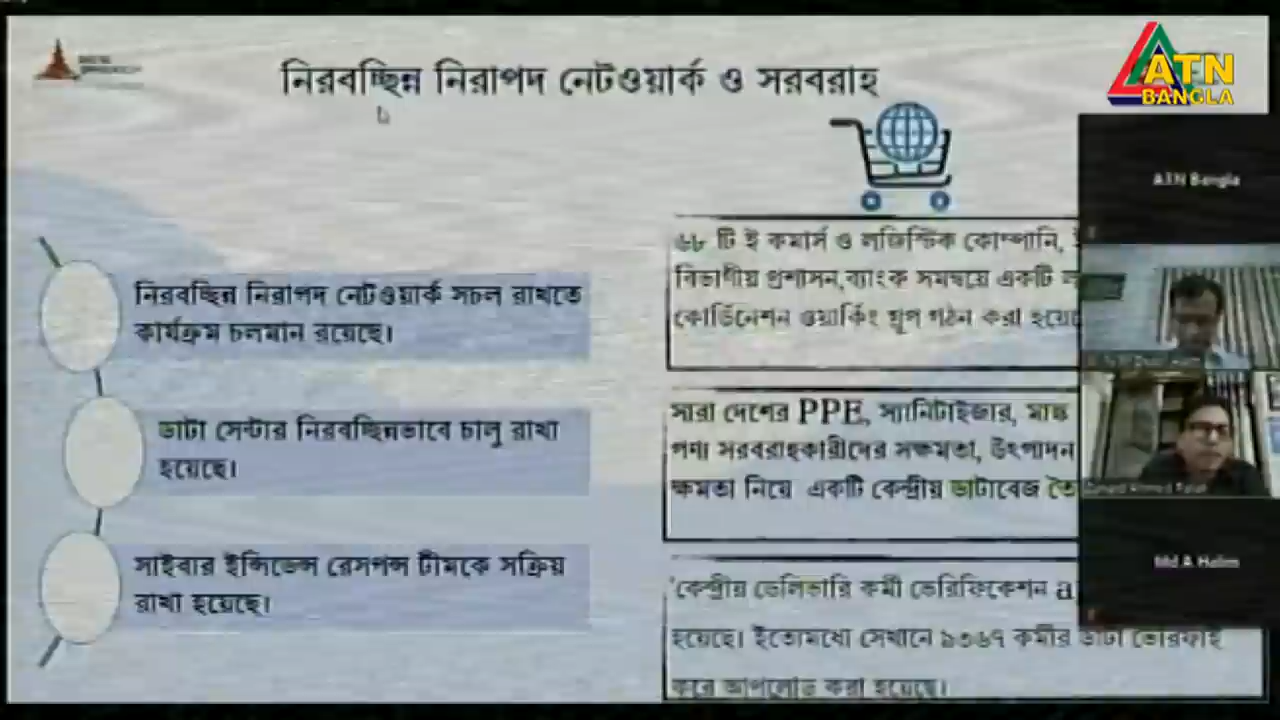 নিরবচ্ছিন্ন নিরাপদ নেটওয়ার্ক ও সরবরাহ
ATN
BANGLA
ATN Bangla
নিরবচ্ছিন্ন নিরাপদ নেটওয়ার্ক সচল রাখতে
কার্যক্রম চলমান রয়েছে।
ডাটা সেন্টার নিরবচ্ছিন্নভাবে চালু রাখা
হয়েছে।
সাইবার ইন্সিডেন্স রেসপন্স টীমকে সক্রিয়
রাখা হয়েছে।
৬৮ টি ই কমার্স ও লজিস্টিক কোম্পানি,
বিভাগীয় প্রশাসন,ব্যাংক সমন্বয়ে একটি
কোর্ডিনেশন ওয়ার্কিং গ্রুপ গঠন করা
সারা দেশের PPE, স্যানিটাইজার, মাস্ক
পণ্য সরবরাহকারীদের সক্ষমতা, উৎপাদন
ক্ষমতা নিয়ে একটি কেন্দ্রীয় ডাটাবেজ
'কেন্দ্রীয় ডেলিভারি কর্মী ভেরিফিকেশন
হয়েছে। ইতোমধ্যে সেখানে ১৩৬৭ কর্মীর ডাটা ভেরিফাই
করে আপলোড করা হয়েছে।
Md A Halim